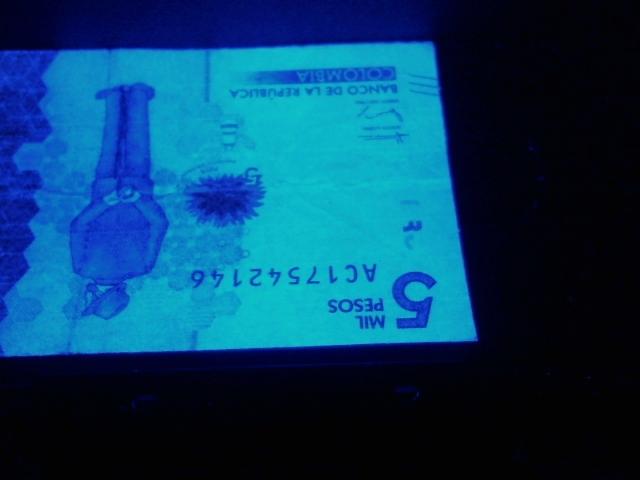 5
MIL
PESOS
AC17542146
5
BANCO DE LA REPÚBLICA
COLOMBIA